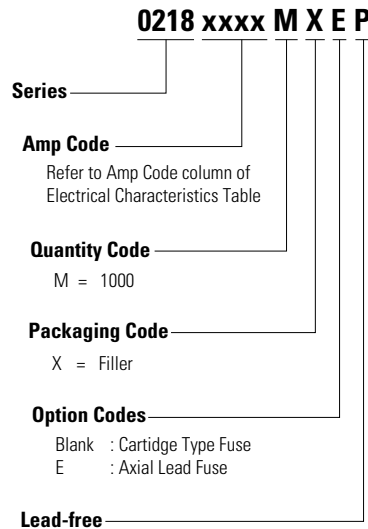 0218 xxxx M X E P
Series
Amp Code
Refer to Amp Code column of
Electrical Characteristics Table
Quantity Code
M = 1000
Packaging Code
X = Filler
Option Codes
Blank : Cartidge Type Fuse
E : Axial Lead Fuse
Lead-free